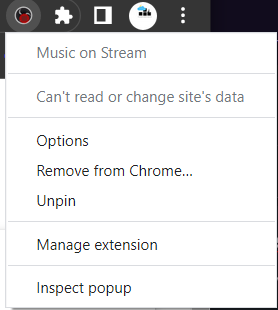 Music on Stream
Can't read or change site's data
Options
Remove from Chrome...
Unpin
Manage extension
Inspect popup